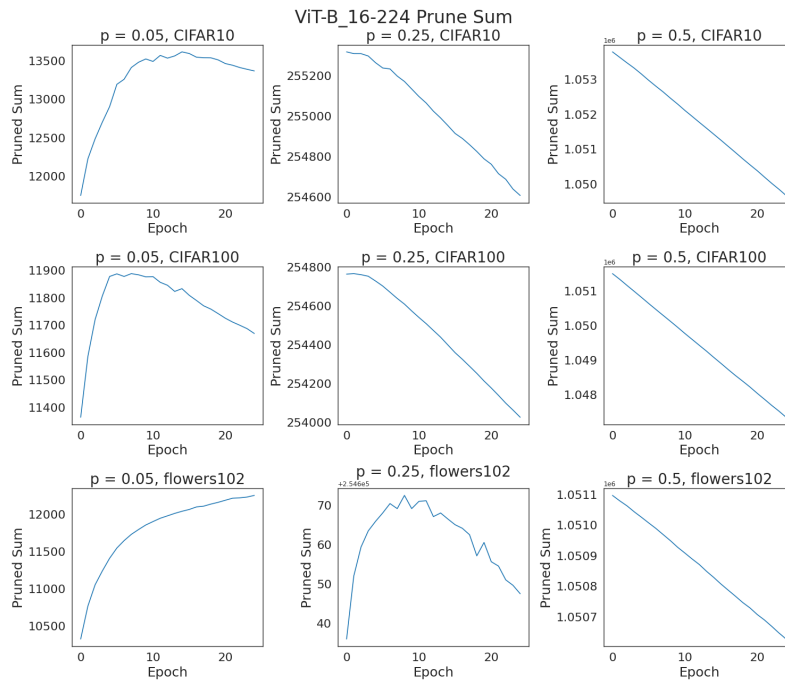 ViT-B_16-224 Prune Sum
p = 0.05, CIFAR10
Pruned Sum
13500
13000
12500
12000
0
10
20
Epoch
p = 0.25, CIFAR10
Pruned Sum
255200
255000
254800
254600
0
10
20
Epoch
p = 0.5, CIFAR10
1e6
Pruned Sum
1.053
1.052
1.051
1.050
0
10
20
Epoch
p = 0.05, CIFAR100
Pruned Sum
11900
11800
11700
11600
11500
11400
0
10
20
Epoch
p = 0.25, CIFAR100
Pruned Sum
254800
254600
254400
254200
254000
0
10
20
Epoch
p = 0.5, CIFAR100
1e6
Pruned Sum
1.051
1.050
1.049
1.048
0
10
20
Epoch
p = 0.05, flowers102
Pruned Sum
12000
11500
11000
10500
0
10
20
Epoch
p = 0.25, flowers102
+2.546e5
Pruned Sum
70
60
50
40
0
10
20
Epoch
p = 0.5, flowers102
1e6
Pruned Sum
1.0511
1.0510
1.0509
1.0508
1.0507
0
10
20
Epoch